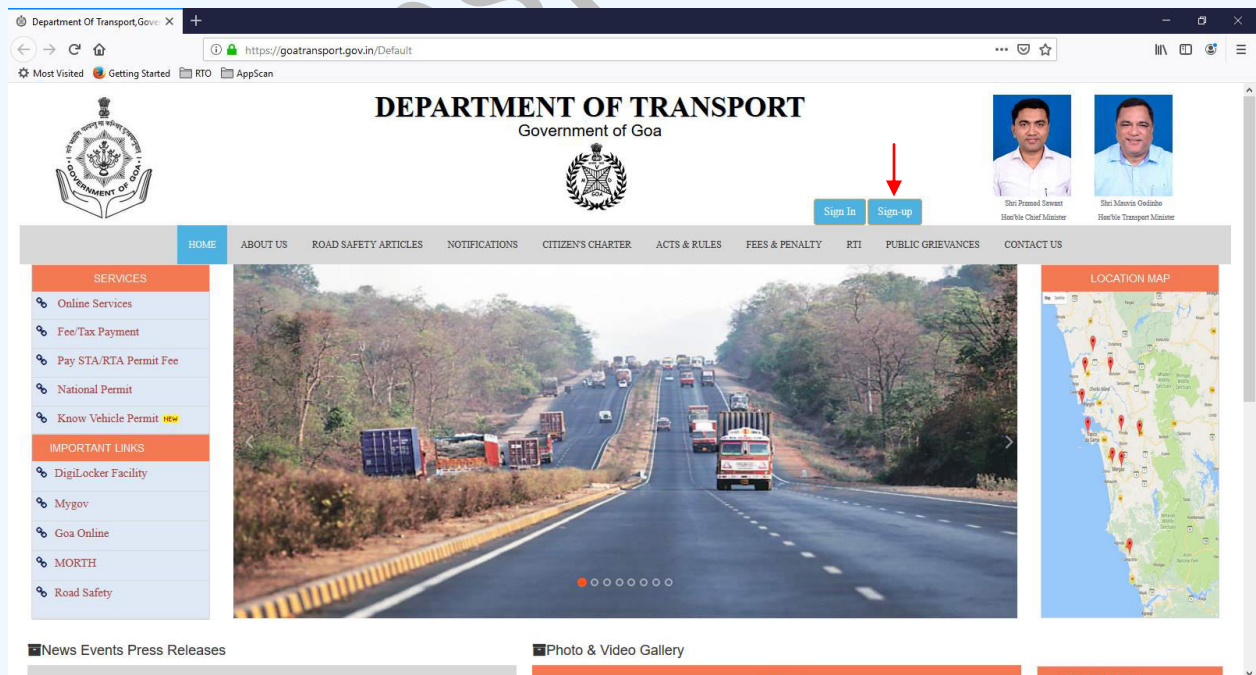 Department Of Transport,Gove
https://goatransport.gov.in/Default
Most Visited
Getting Started
RTO
AppScan
GOVERNMENT OF GOA
DEPARTMENT OF TRANSPORT
Government of Goa
GOA
Sign In
Sign-up
Shri Pramod Sawant
Hon'ble Chief Minister
Shri Mauvin Godinho
Hon'ble Transport Minister
HOME
ABOUT US
ROAD SAFETY ARTICLES
NOTIFICATIONS
CITIZEN'S CHARTER
ACTS & RULES
FEES & PENALTY
RTI
PUBLIC GRIEVANCES
CONTACT US
SERVICES
Online Services
Fee/Tax Payment
Pay STA/RTA Permit Fee
National Permit
Know Vehicle Permit NEW
IMPORTANT LINKS
DigiLocker Facility
Mygov
Goa Online
MORTH
Road Safety
LOCATION MAP
News Events Press Releases
Photo & Video Gallery